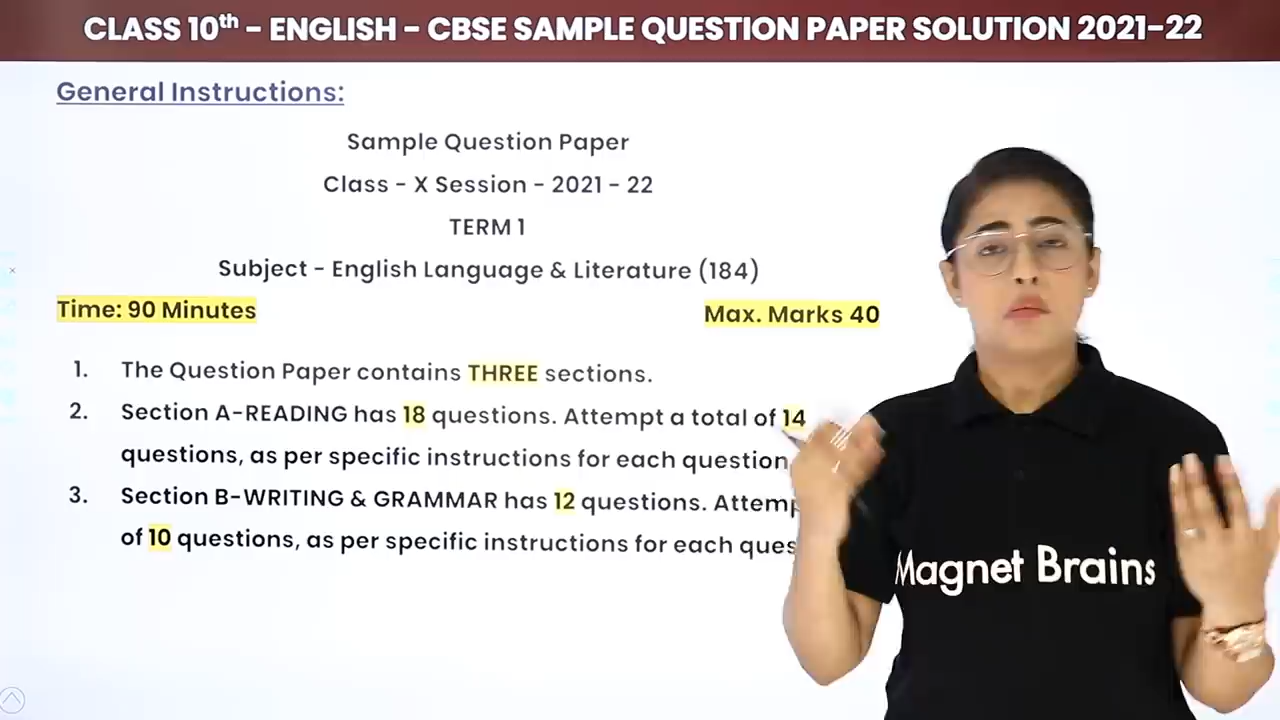 CLASS 10th - ENGLISH - CBSE SAMPLE QUESTION PAPER SOLUTION 2021-22
General Instructions:
Sample Question Paper
Class - X Session - 2021 - 22
TERM 1
Subject - English Language & Literature (184)
Time: 90 Minutes
Max. Marks 40
1. The Question Paper contains THREE sections.
2. Section A-READING has 18 questions. Attempt a total of 14
questions, as per specific instructions for each question
3. Section B-WRITING & GRAMMAR has 12 questions.
of 10 questions, as per specific instructions for each
Magnet Brains